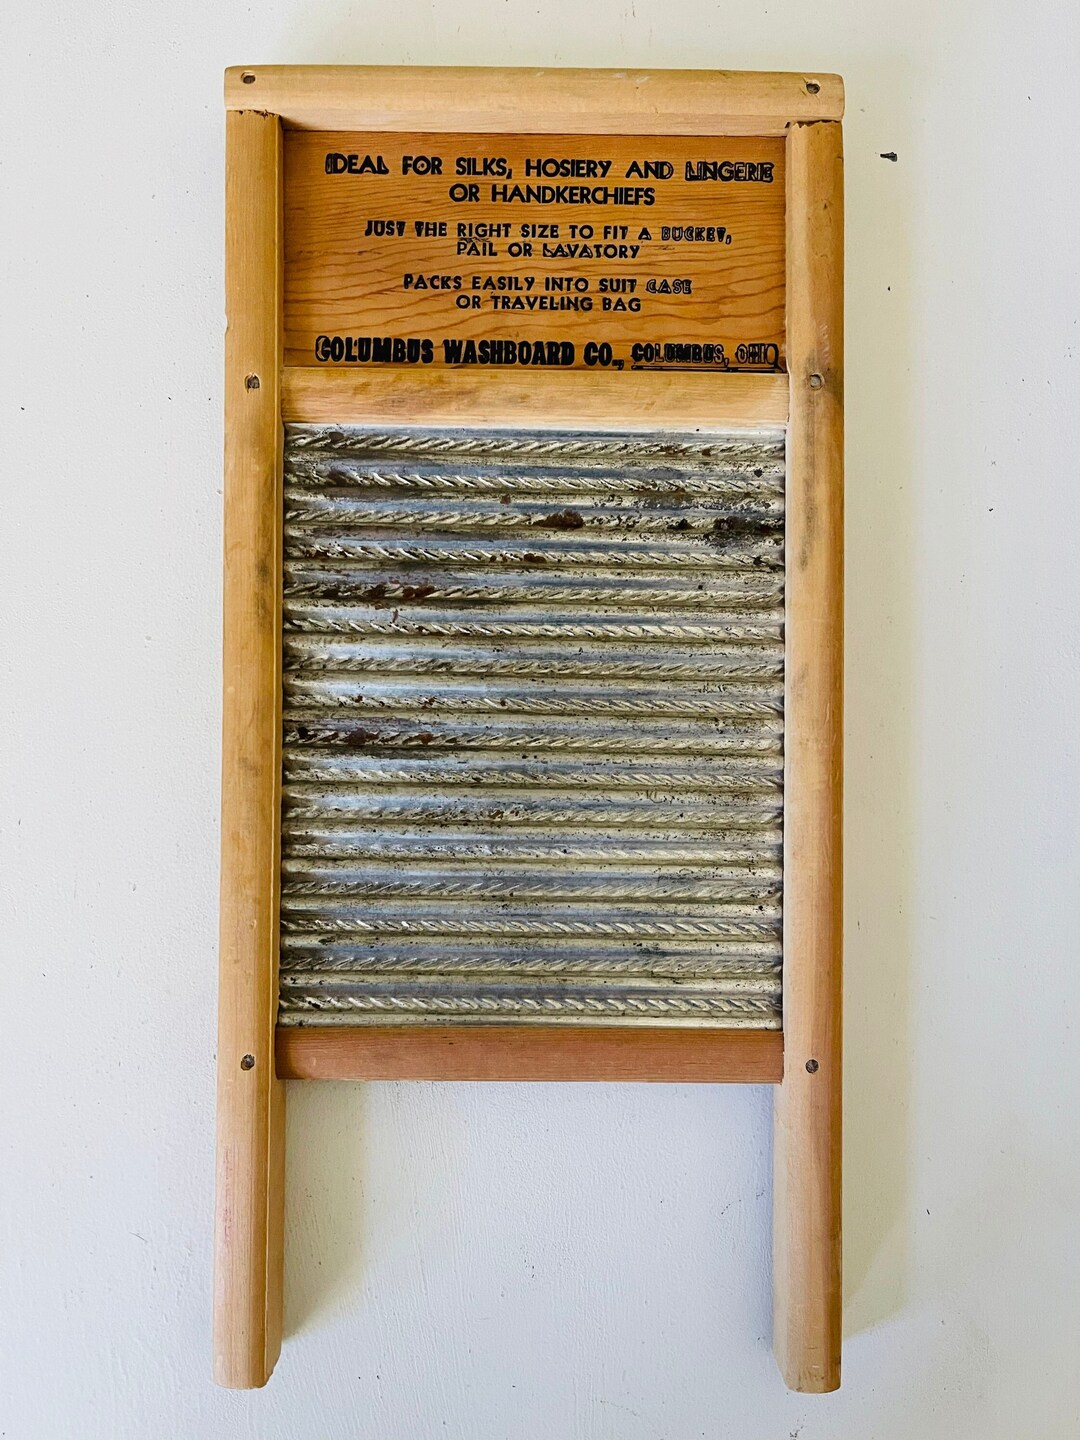 IDEAL FOR SILKS, HOSIERY AND LINGERIE
OR HANDKERCHIEFS
JUST THE RIGHT SIZE TO FIT A BUCKET,
PAIL OR LAVATORY
PACKS EASILY INTO SUIT CASE
OR TRAVELING BAG
COLUMBUS WASHBOARD CO., COLUMBUS, OHIO